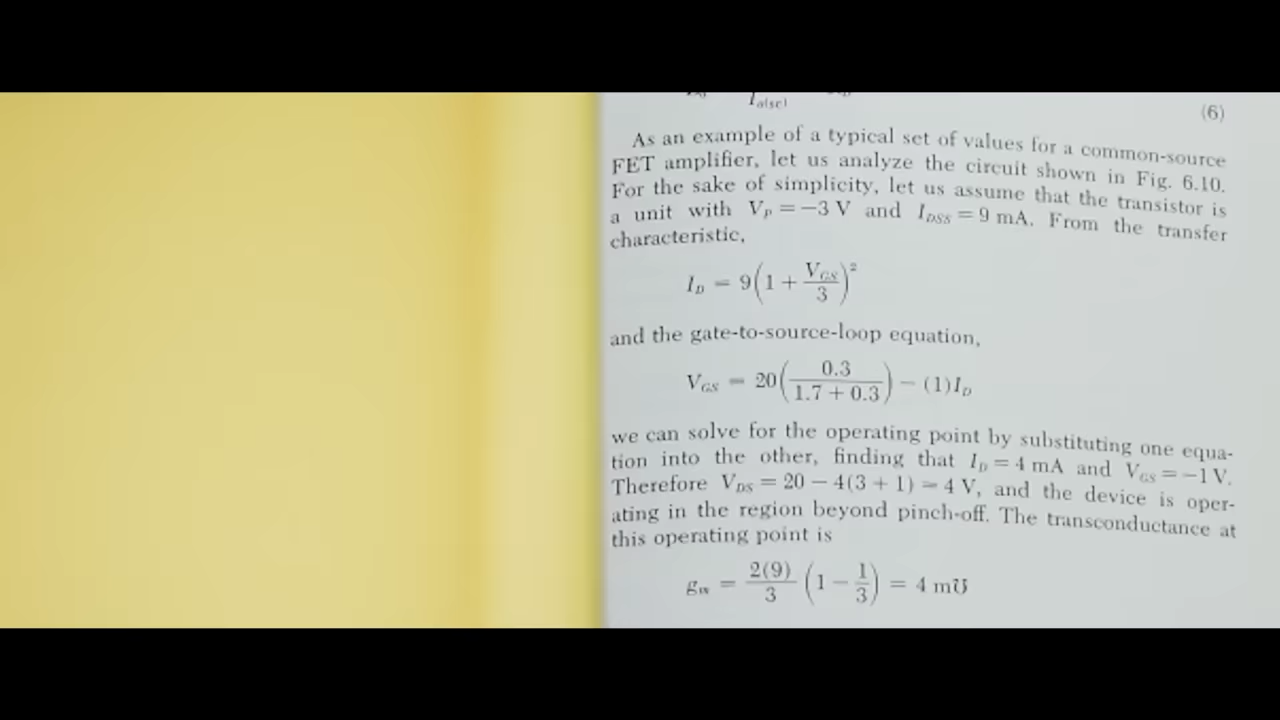 I a(sc)
(6)
As an example of a typical set of values for a common-source
FET amplifier, let us analyze the circuit shown in Fig. 6.10.
For the sake of simplicity, let us assume that the transistor is
a unit with V_P = −3 V and I_DSS = 9 mA. From the transfer
characteristic,
I_D = 9(1 + V_GS/3)²
and the gate-to-source-loop equation,
V_GS = 20(0.3/(1.7 + 0.3)) − (1)I_D
we can solve for the operating point by substituting one equa-
tion into the other, finding that I_D = 4 mA and V_GS = −1 V.
Therefore V_DS = 20 − 4(3 + 1) = 4 V, and the device is oper-
ating in the region beyond pinch-off. The transconductance at
this operating point is
g_m = 2(9)/3 (1 − 1/3) = 4 m℧